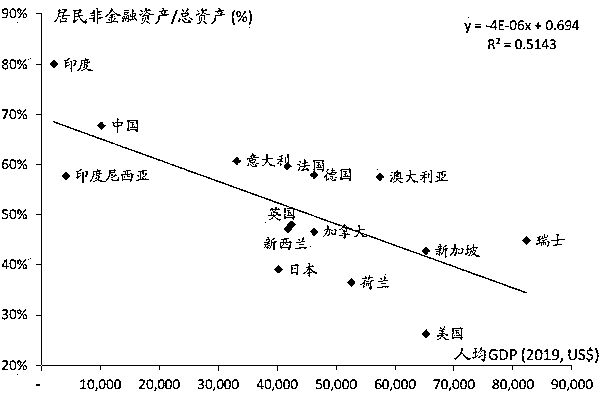 居民非金融资产/总资产 (%)
y = -4E-06x + 0.694
R² = 0.5143
90%
80%
70%
60%
50%
40%
30%
20%
印度
中国
印度尼西亚
意大利
法国
德国
澳大利亚
英国
新西兰
加拿大
日本
荷兰
新加坡
瑞士
美国
人均GDP (2019, US$)
-
10,000
20,000
30,000
40,000
50,000
60,000
70,000
80,000
90,000